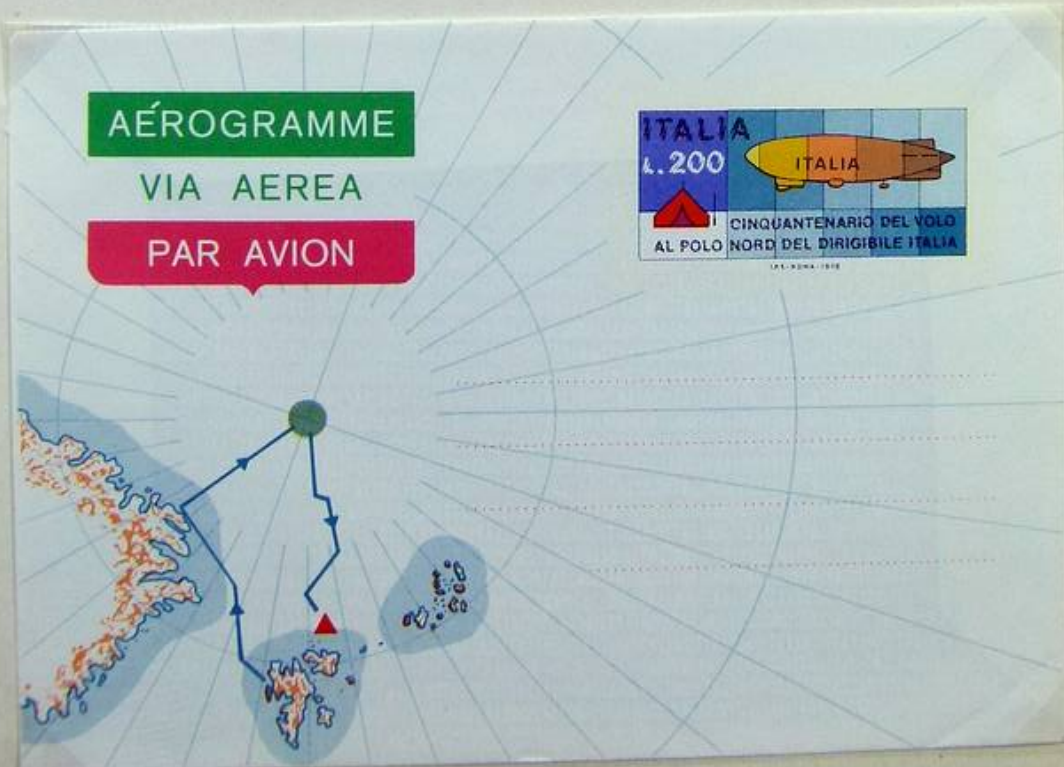 AÉROGRAMME
VIA AEREA
PAR AVION
ITALIA
L.200
ITALIA
CINQUANTENARIO DEL VOLO
AL POLO NORD DEL DIRIGIBILE ITALIA